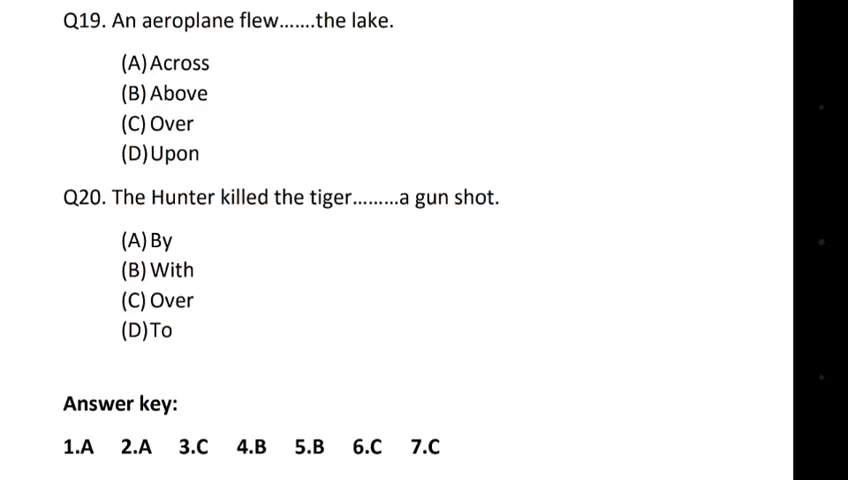 Q19. An aeroplane flew.......the lake.
(A) Across
(B) Above
(C) Over
(D) Upon
Q20. The Hunter killed the tiger.........a gun shot.
(A) By
(B) With
(C) Over
(D) To
Answer key:
1.A 2.A 3.C 4.B 5.B 6.C 7.C